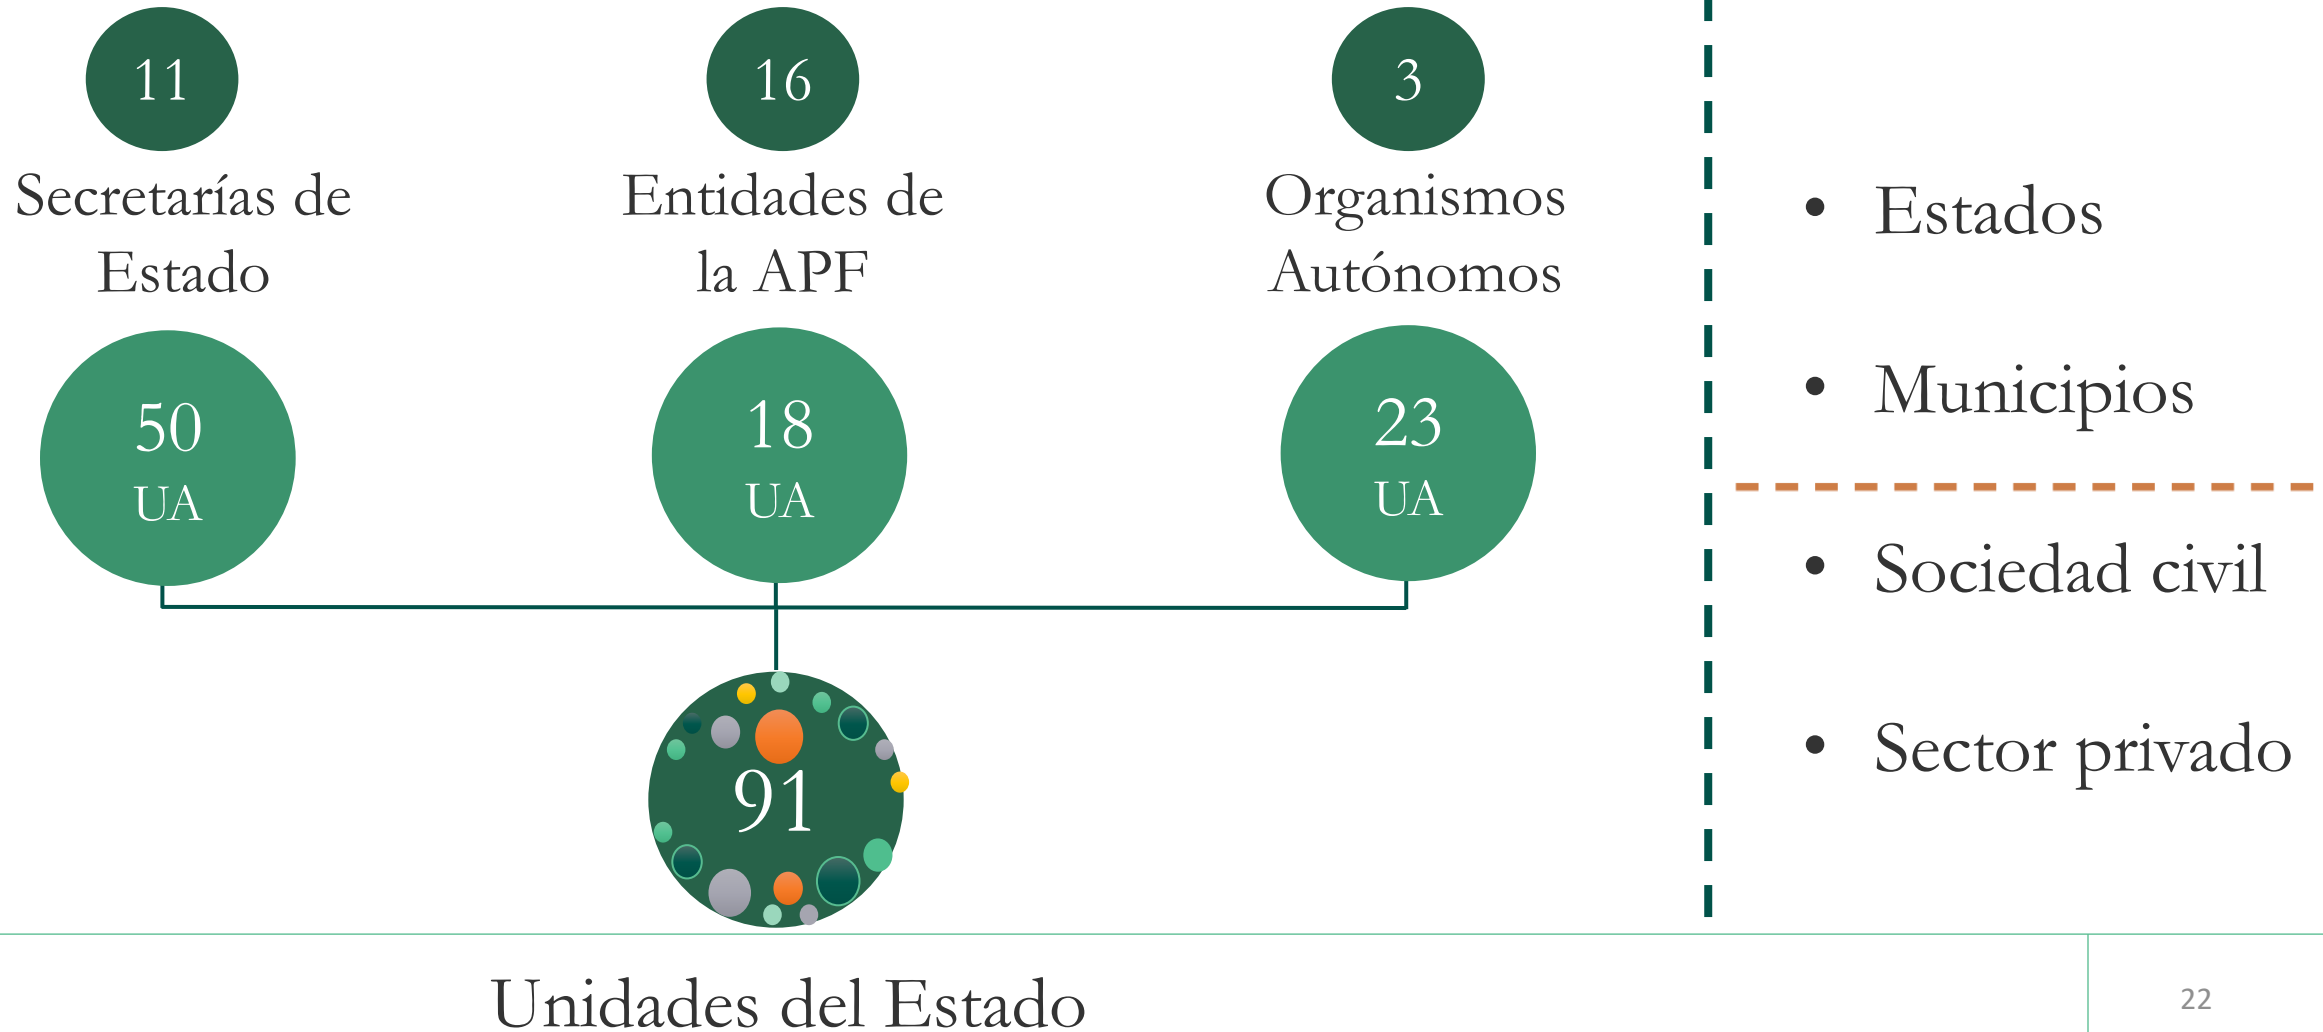 11
Secretarías de
Estado
50
UA
16
Entidades de
la APF
18
UA
3
Organismos
Autónomos
23
UA
91
Unidades del Estado
• Estados
• Municipios
• Sociedad civil
• Sector privado
22